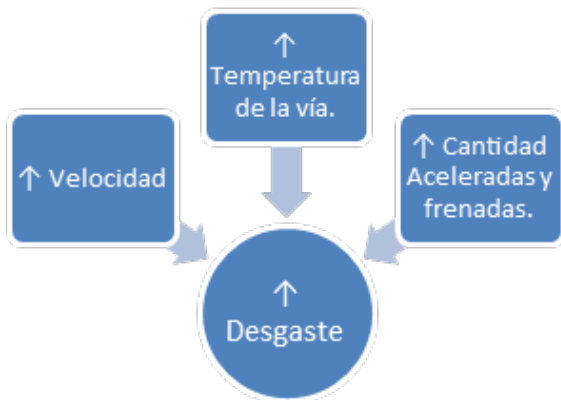 ↑
Temperatura
de la vía.
↑ Velocidad
↑ Cantidad
Aceleradas y
frenadas.
↑
Desgaste